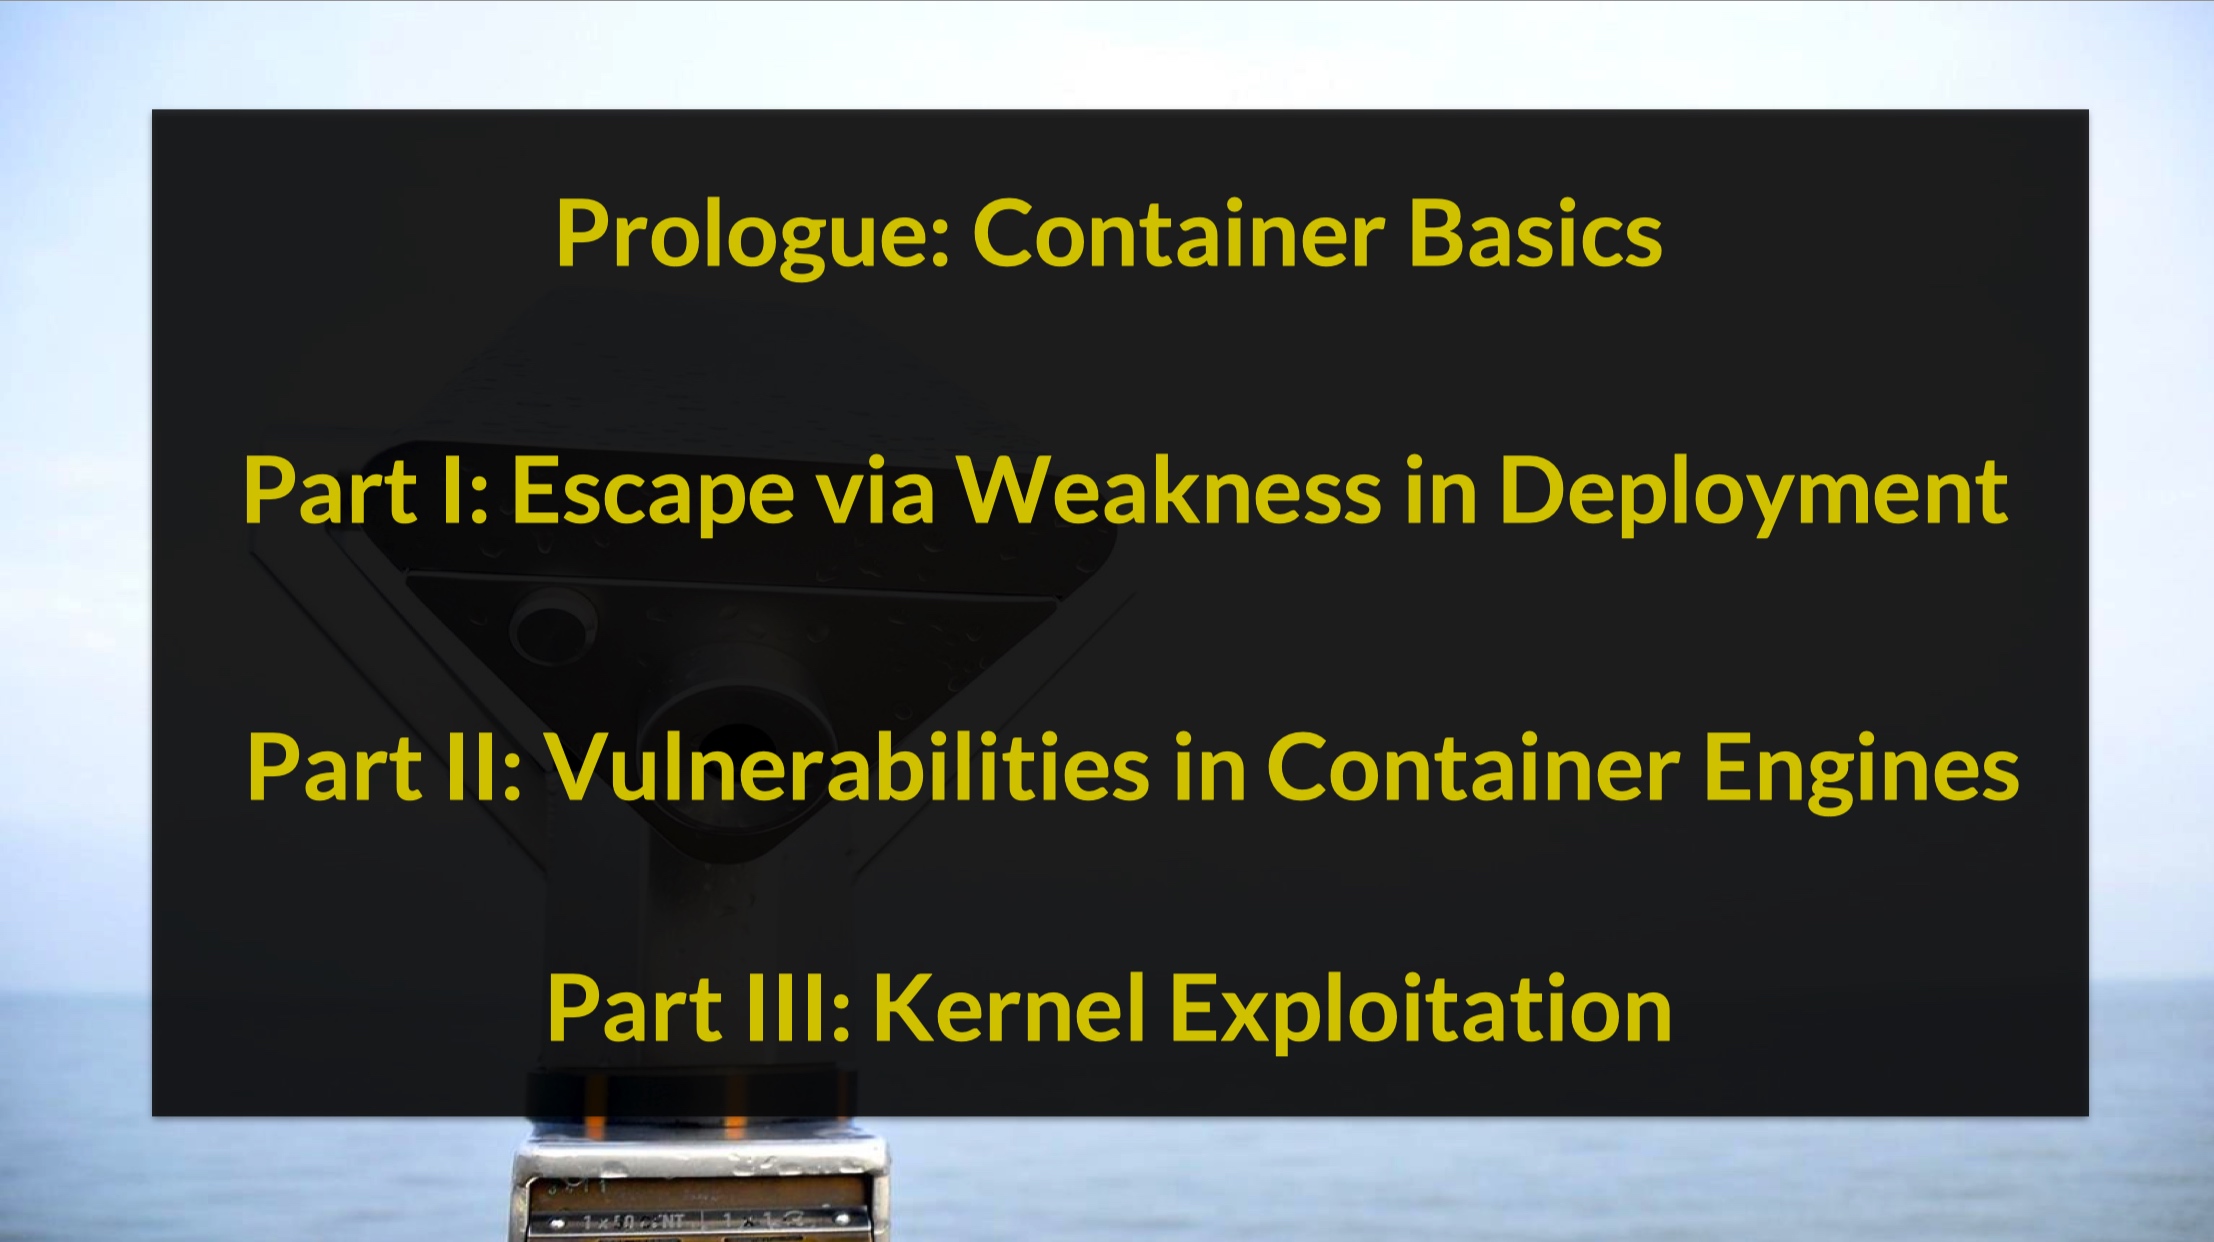 Prologue: Container Basics
Part I: Escape via Weakness in Deployment
Part II: Vulnerabilities in Container Engines
Part III: Kernel Exploitation